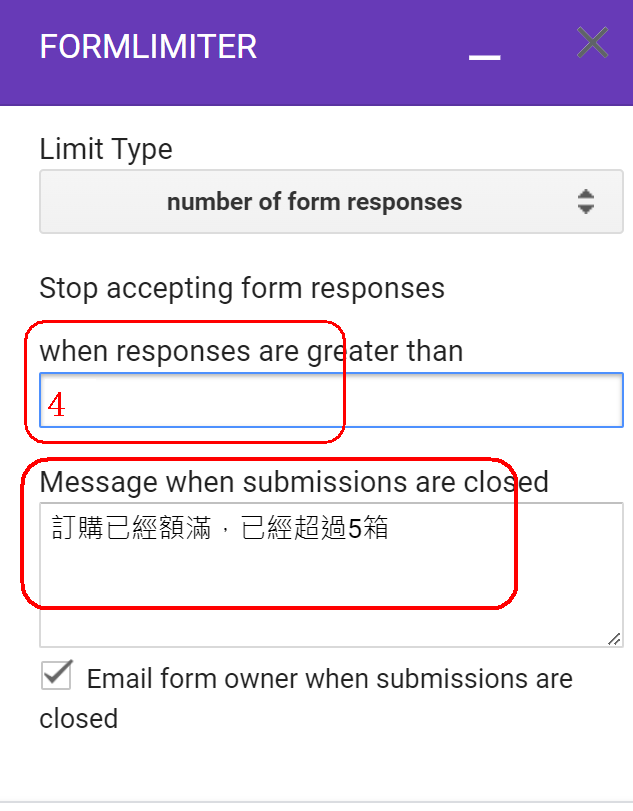 FORMLIMITER
Limit Type
number of form responses
Stop accepting form responses
when responses are greater than
4
Message when submissions are closed
訂購已經額滿，已經超過5箱
Email form owner when submissions are
closed